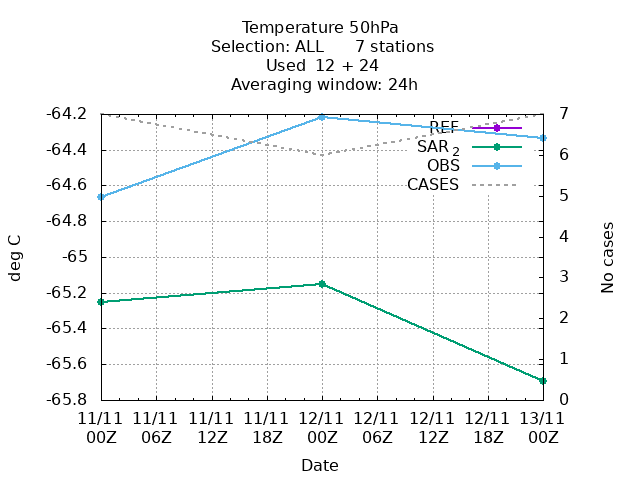 Temperature 50hPa
Selection: ALL 7 stations
Used 12 + 24
Averaging window: 24h
-64.2
-64.4
-64.6
-64.8
-65
-65.2
-65.4
-65.6
-65.8
deg C
REF
SAR 2
OBS
CASES
7
6
5
4
3
2
1
0
No cases
11/11 11/11 11/11 11/11 12/11 12/11 12/11 12/11 13/11
00Z 06Z 12Z 18Z 00Z 06Z 12Z 18Z 00Z
Date